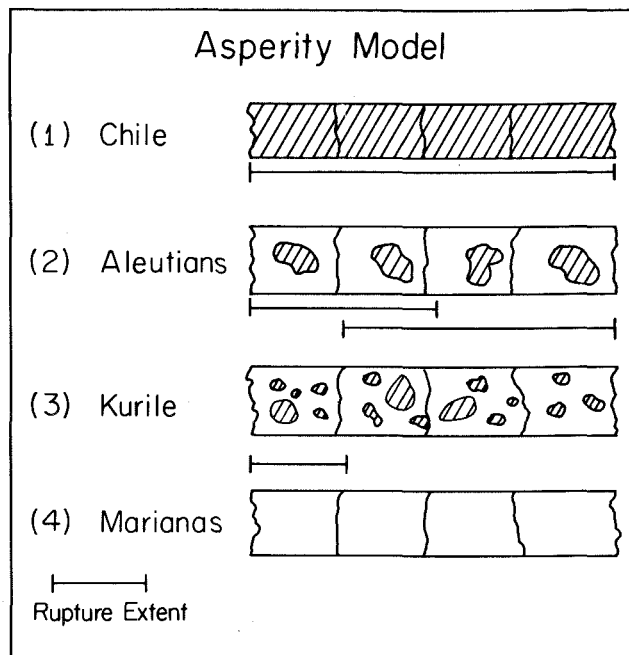 Asperity Model
(1) Chile
(2) Aleutians
(3) Kurile
(4) Marianas
Rupture Extent